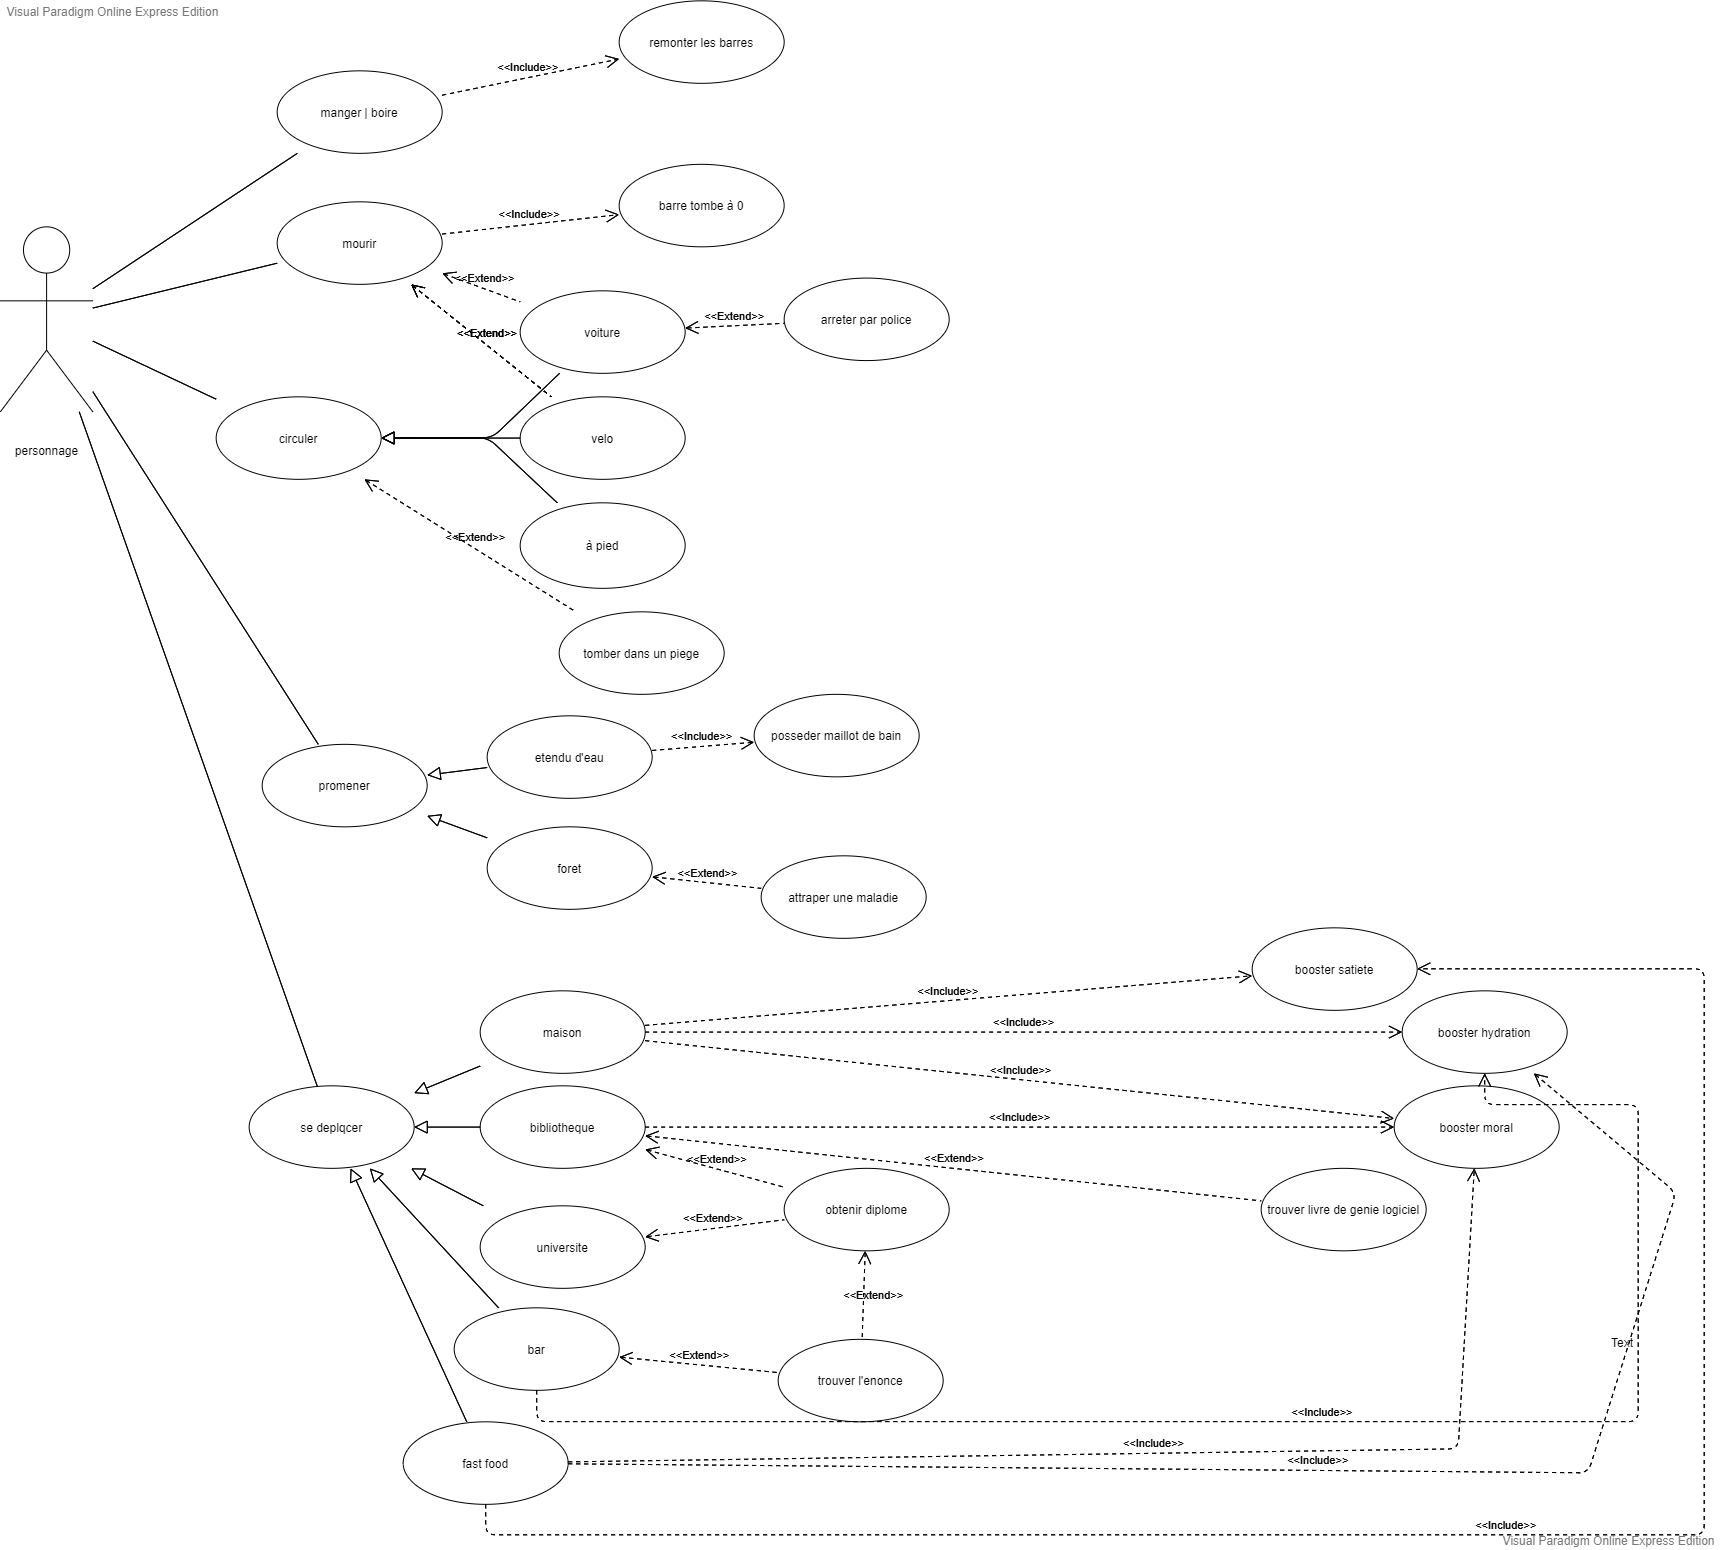 Visual Paradigm Online Express Edition
remonter les barres
<<Include>>
manger | boire
<<Include>>
barre tombe à 0
mourir
<<Extend>>
<<Extend>>
arreter par police
<<Extend>>
voiture
circuler
velo
personnage
<<Extend>>
à pied
tomber dans un piege
<<Include>>
posseder maillot de bain
etendu d'eau
promener
foret
<<Extend>>
attraper une maladie
booster satiete
<<Include>>
<<Include>>
maison
booster hydration
<<Include>>
<<Include>>
se deplqcer
bibliotheque
booster moral
<<Extend>>
<<Extend>>
obtenir diplome
trouver livre de genie logiciel
<<Extend>>
universite
<<Extend>>
Text
bar
<<Extend>>
trouver l'enonce
<<Include>>
<<Include>>
<<Include>>
fast food
<<Include>>
Visual Paradigm Online Express Edition